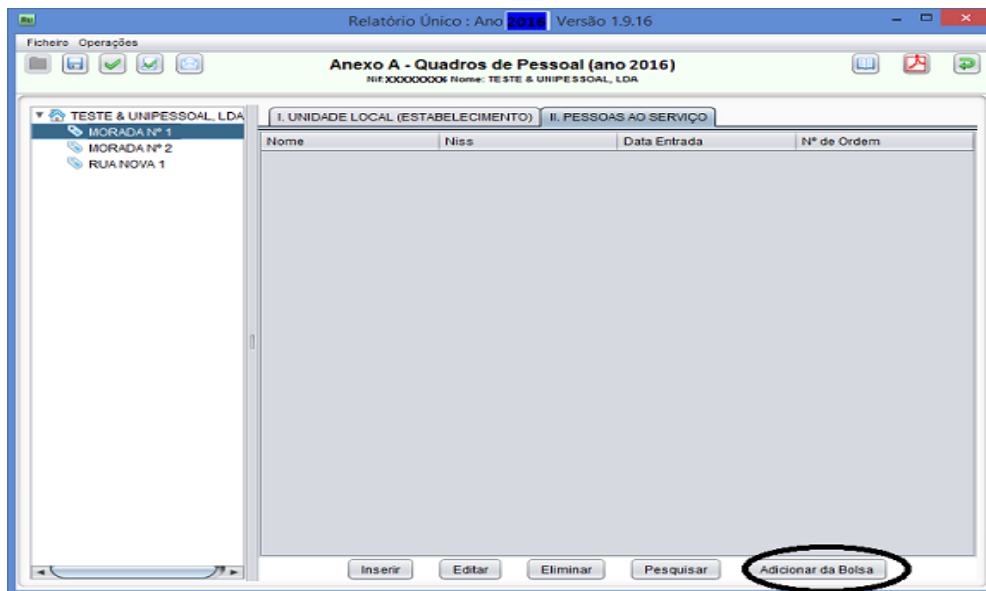 Relatório Único : Ano 2016 Versão 1.9.16
Ficheiro Operações
Anexo A - Quadros de Pessoal (ano 2016)
Nif: XXXXXXXXX Nome: TESTE & UNIPESSOAL, LDA
TESTE & UNIPESSOAL, LDA
MORADA Nº 1
MORADA Nº 2
RUA NOVA 1
I. UNIDADE LOCAL (ESTABELECIMENTO) II. PESSOAS AO SERVIÇO
Nome Niss Data Entrada Nº de Ordem
Inserir Editar Eliminar Pesquisar Adicionar da Bolsa